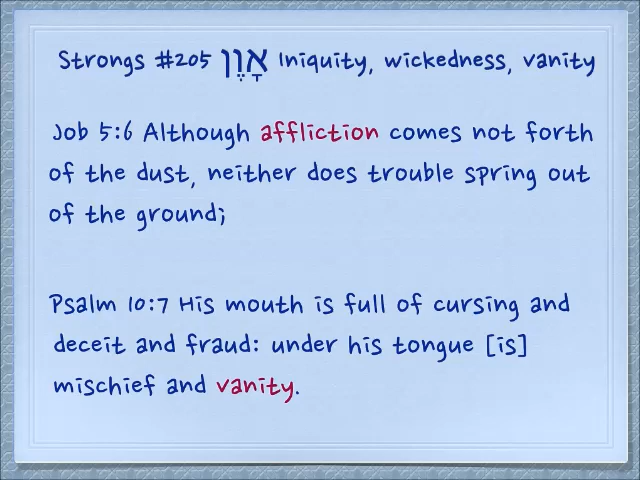 Strongs #205 אָוֶן Iniquity, wickedness, vanity
Job 5:6 Although affliction comes not forth
of the dust, neither does trouble spring out
of the ground;
Psalm 10:7 His mouth is full of cursing and
deceit and fraud: under his tongue [is]
mischief and vanity.